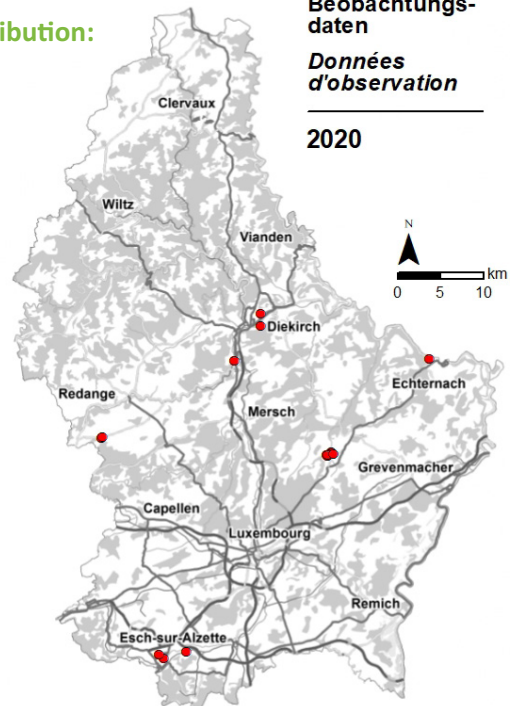 ibution:
Beobachtungs-
daten
Données
d'observation
2020
Clervaux
Wiltz
Vianden
N
km
0 5 10
Diekirch
Echternach
Redange
Mersch
Grevenmacher
Capellen
Luxembourg
Remich
Esch-sur-Alzette